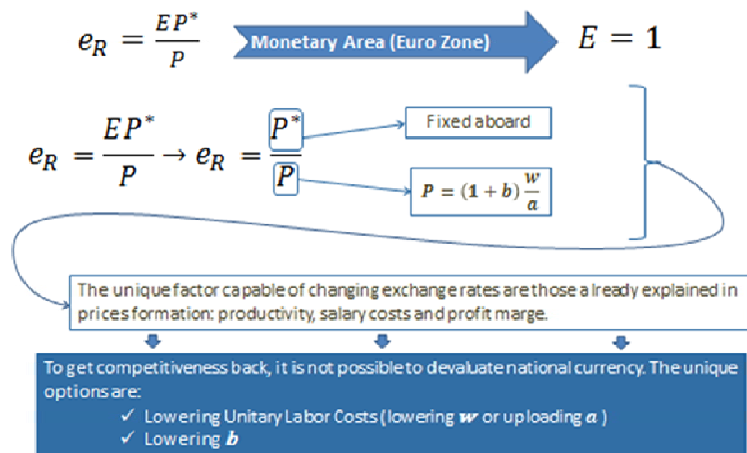 e_R = EP*/P Monetary Area (Euro Zone) E = 1
e_R = EP*/P → e_R = P*/P
Fixed aboard
P = (1 + b) w/a
The unique factor capable of changing exchange rates are those already explained in
prices formation: productivity, salary costs and profit marge.
To get competitiveness back, it is not possible to devaluate national currency. The unique
options are:
✓ Lowering Unitary Labor Costs (lowering w or uploading a )
✓ Lowering b